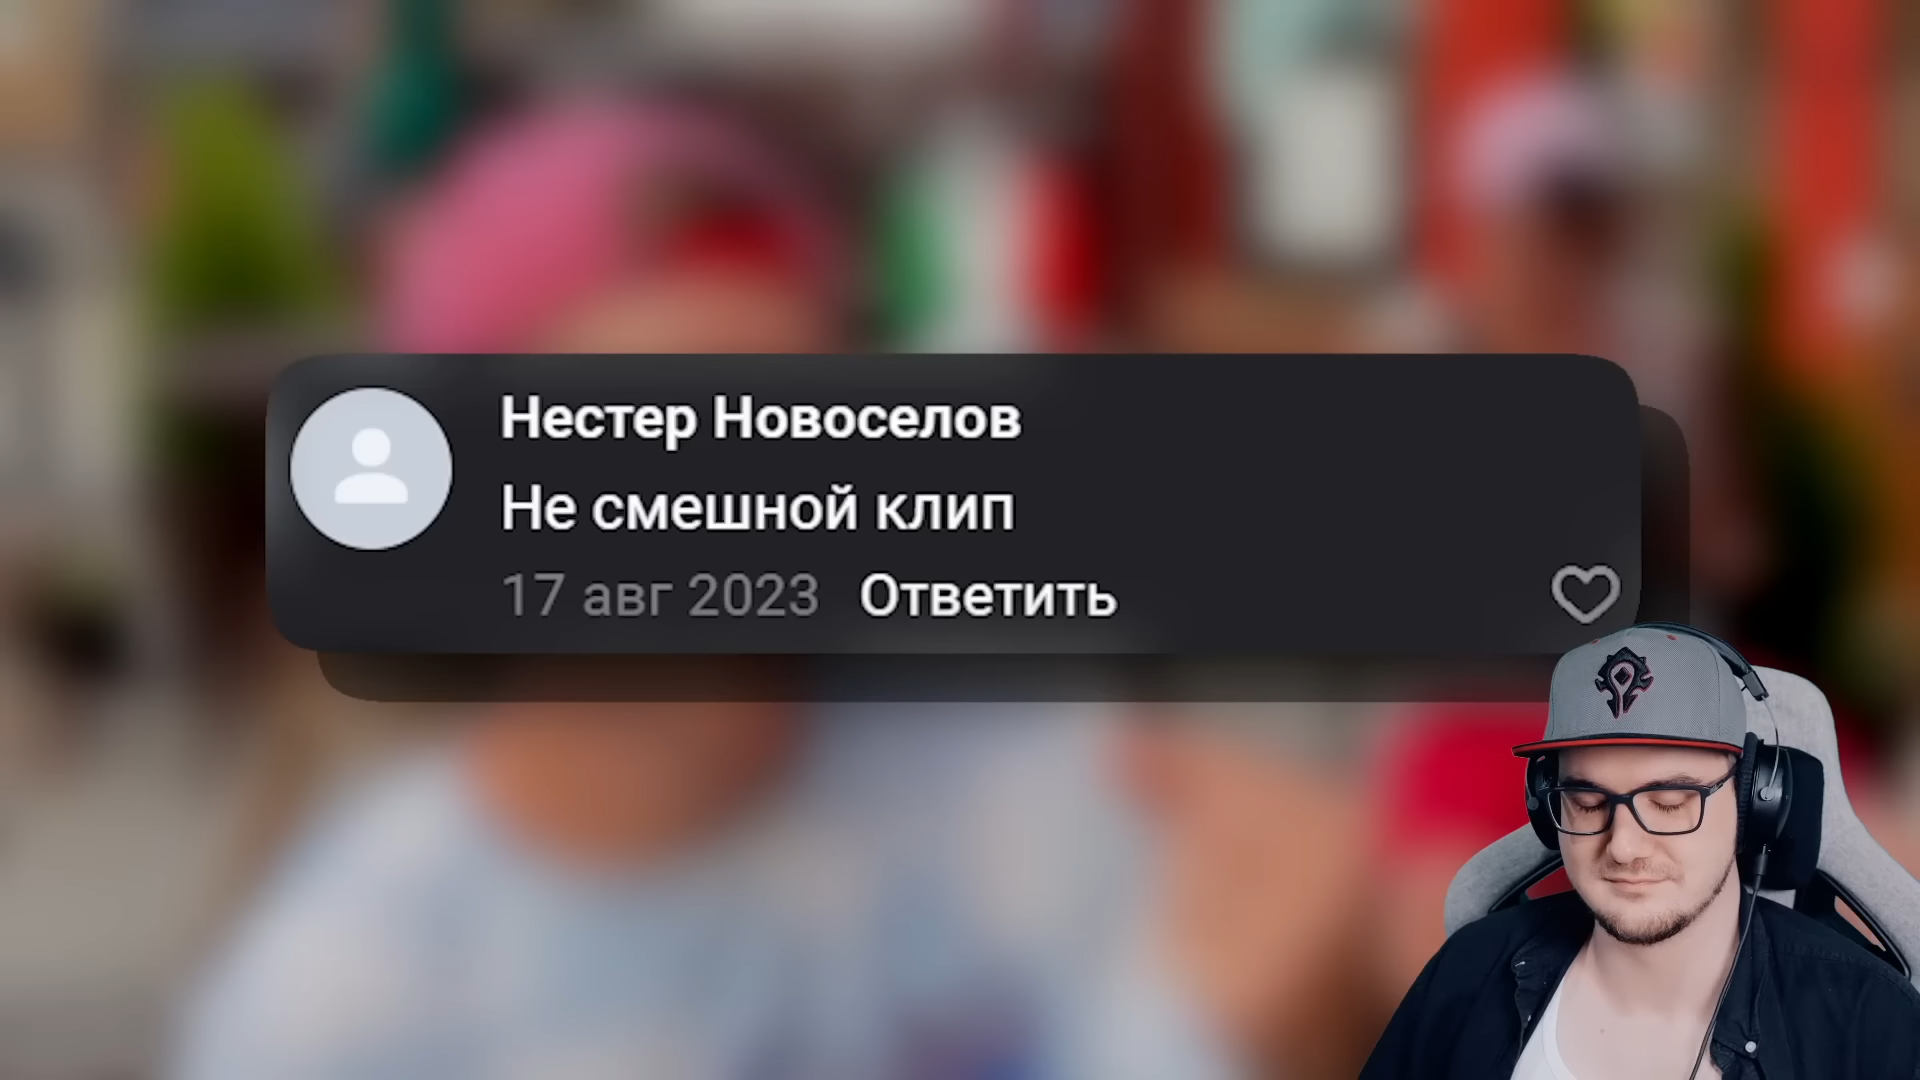 Нестер Новоселов
Не смешной клип
17 авг 2023 Ответить